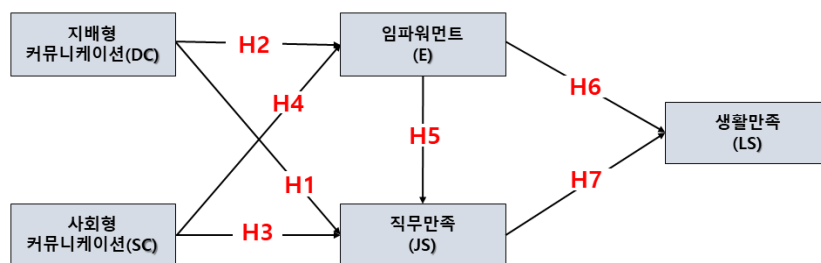 지배형
커뮤니케이션(DC)
H2
임파워먼트
(E)
H4
H6
H5
생활만족
(LS)
H1
H7
사회형
커뮤니케이션(SC)
H3
직무만족
(JS)